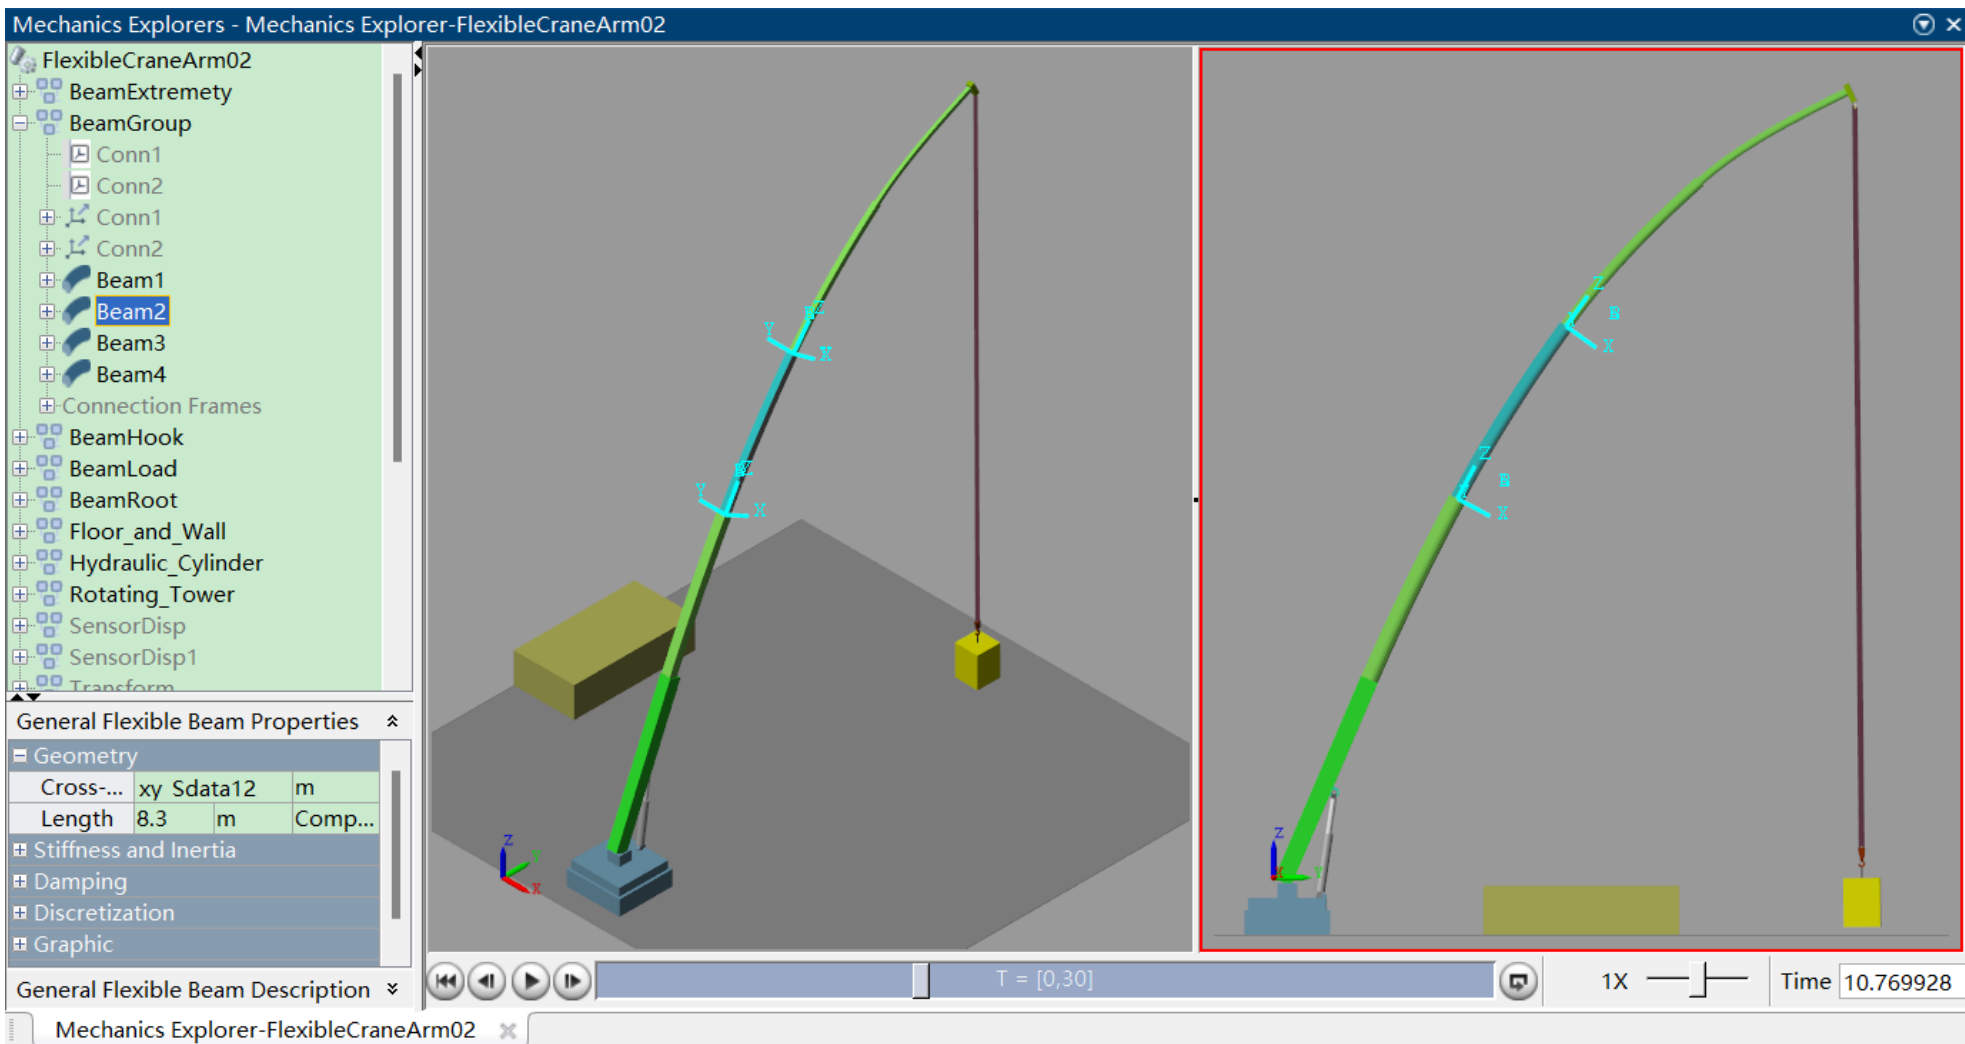 Mechanics Explorers - Mechanics Explorer-FlexibleCraneArm02
FlexibleCraneArm02
BeamExtremety
BeamGroup
Conn1
Conn2
Conn1
Conn2
Beam1
Beam2
Beam3
Beam4
Connection Frames
BeamHook
BeamLoad
BeamRoot
Floor_and_Wall
Hydraulic_Cylinder
Rotating_Tower
SensorDisp
SensorDisp1
Transform
General Flexible Beam Properties
Geometry
Cross-... xy_Sdata12 m
Length 8.3 m Comp...
Stiffness and Inertia
Damping
Discretization
Graphic
General Flexible Beam Description
Z
Y
X
Y
X
Z
Y
X
Z
B
X
Z
B
X
Z
X
Y
T = [0,30]
1X
Time 10.769928
Mechanics Explorer-FlexibleCraneArm02